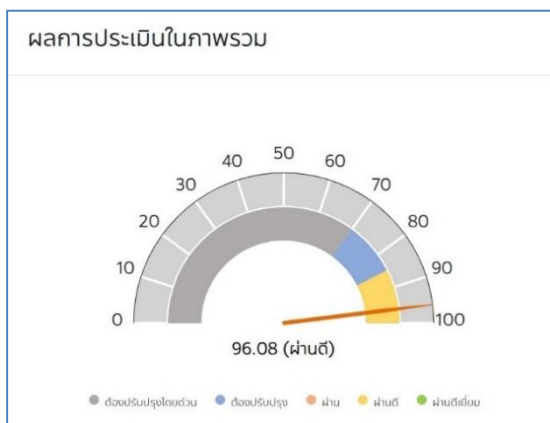 ผลการประเมินในภาพรวม
50
40 60
30 70
20 80
10 90
0 100
96.08 (ผ่านดี)
ต้องปรับปรุงโดยด่วน ต้องปรับปรุง ผ่าน ผ่านดี ผ่านดีเยี่ยม